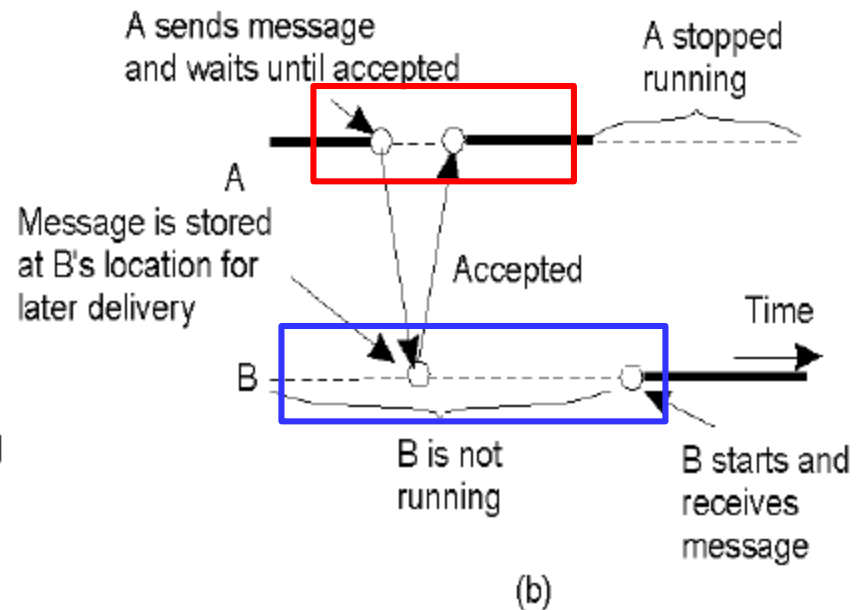 A sends message
and waits until accepted
A stopped
running
A
Message is stored
at B's location for
later delivery
Accepted
Time
B
B is not
running
B starts and
receives
message
(b)